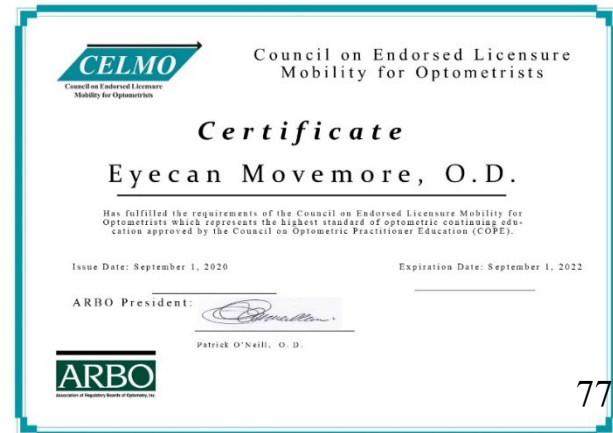 CELMO
Council on Endorsed Licensure
Mobility for Optometrists
Council on Endorsed Licensure
Mobility for Optometrists
Certificate
Eyecan Movemore, O.D.
Has fulfilled the requirements of the Council on Endorsed Licensure Mobility for
Optometrists which represents the highest standard of optometric continuing edu-
cation approved by the Council on Optometric Practitioner Education (COPE).
Issue Date: September 1, 2020
Expiration Date: September 1, 2022
ARBO President:
Patrick O'Neill, O.D.
ARBO
Association of Regulatory Boards of Optometry, Inc.
77